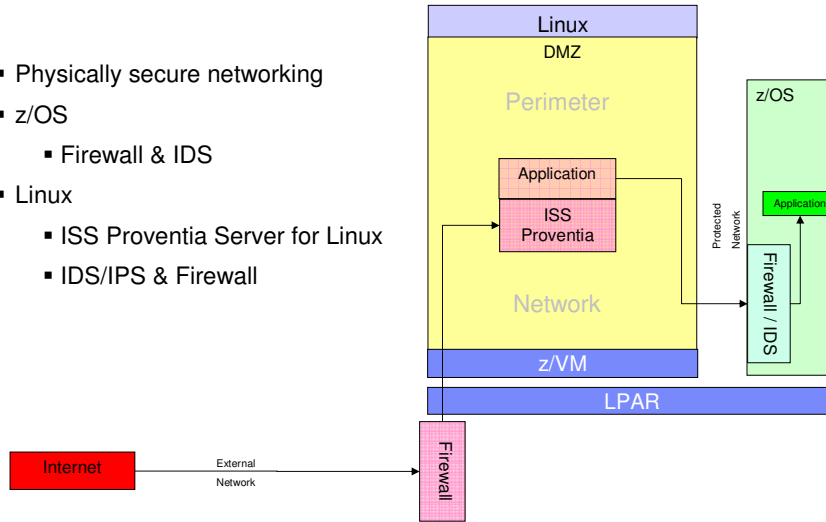 ▪ Physically secure networking
▪ z/OS
▪ Firewall & IDS
▪ Linux
▪ ISS Proventia Server for Linux
▪ IDS/IPS & Firewall
Linux
DMZ
Perimeter
Application
ISS
Proventia
Network
z/VM
LPAR
Protected
Network
z/OS
Application
Firewall / IDS
Internet
External
Network
Firewall